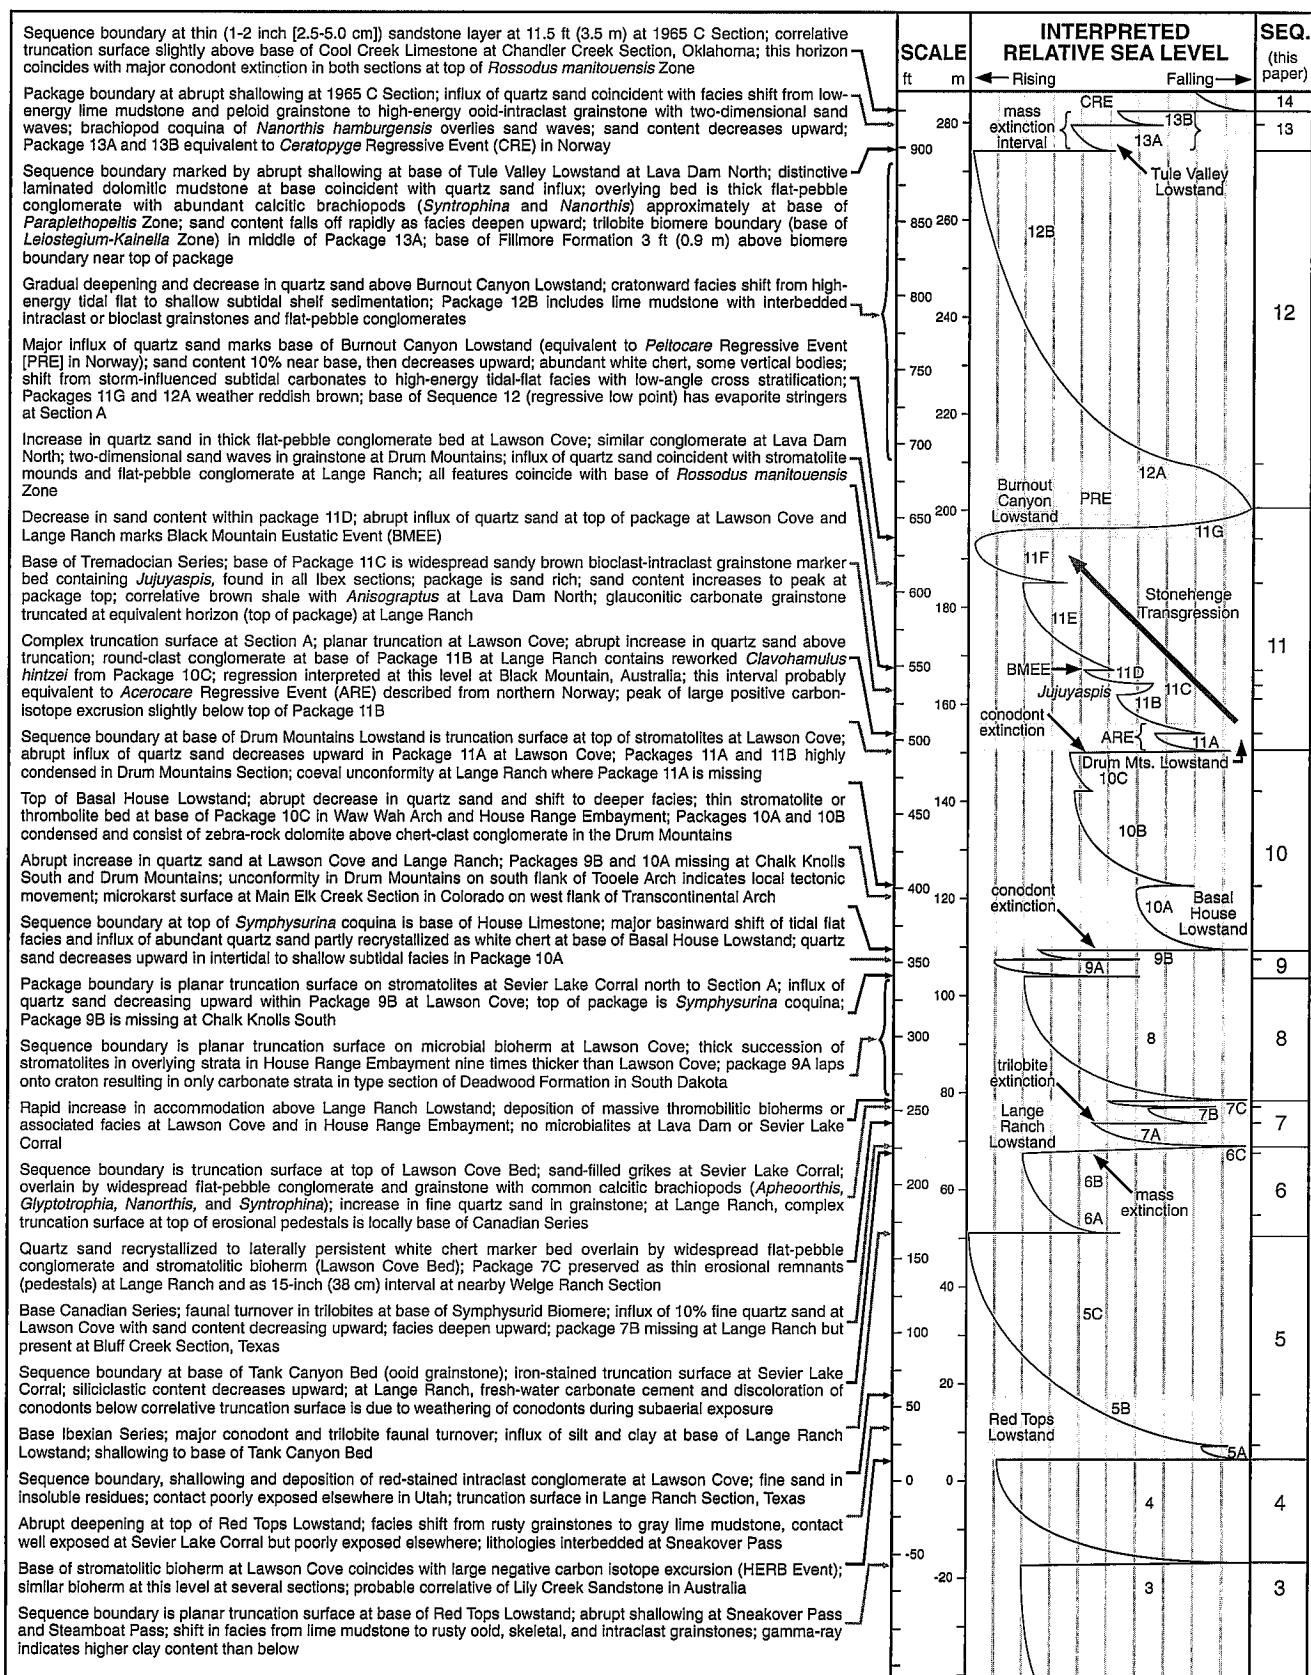 Sequence boundary at thin (1-2 inch [2.5-5.0 cm]) sandstone layer at 11.5 ft (3.5 m) at 1965 C Section; correlative
truncation surface slightly above base of Cool Creek Limestone at Chandler Creek Section, Oklahoma; this horizon
coincides with major conodont extinction in both sections at top of Rossodus manitouensis Zone
Package boundary at abrupt shallowing at 1965 C Section; influx of quartz sand coincident with facies shift from low-
energy lime mudstone and peloid grainstone to high-energy ooid-intraclast grainstone with two-dimensional sand
waves; brachiopod coquina of Nanorthis hamburgensis overlies sand waves; sand content decreases upward;
Package 13A and 13B equivalent to Ceratopyge Regressive Event (CRE) in Norway
Sequence boundary marked by abrupt shallowing at base of Tule Valley Lowstand at Lava Dam North; distinctive
laminated dolomitic mudstone at base coincident with quartz sand influx; overlying bed is thick flat-pebble
conglomerate with abundant calcitic brachiopods (Syntrophina and Nanorthis) approximately at base of
Paraplethopeltis Zone; sand content falls off rapidly as facies deepen upward; trilobite biomere boundary (base of
Leiostegium-Kainella Zone) in middle of Package 13A; base of Fillmore Formation 3 ft (0.9 m) above biomere
boundary near top of package
Gradual deepening and decrease in quartz sand above Burnout Canyon Lowstand; cratonward facies shift from high-
energy tidal flat to shallow subtidal shelf sedimentation; Package 12B includes lime mudstone with interbedded
intraclast or bioclast grainstones and flat-pebble conglomerates
Major influx of quartz sand marks base of Burnout Canyon Lowstand (equivalent to Peltocare Regressive Event
[PRE] in Norway); sand content 10% near base, then decreases upward; abundant white chert, some vertical bodies;
shift from storm-influenced subtidal carbonates to high-energy tidal-flat facies with low-angle cross stratification;
Packages 11G and 12A weather reddish brown; base of Sequence 12 (regressive low point) has evaporite stringers
at Section A
Increase in quartz sand in thick flat-pebble conglomerate bed at Lawson Cove; similar conglomerate at Lava Dam
North; two-dimensional sand waves in grainstone at Drum Mountains; influx of quartz sand coincident with stromatolite
mounds and flat-pebble conglomerate at Lange Ranch; all features coincide with base of Rossodus manitouensis
Zone
Decrease in sand content within package 11D; abrupt influx of quartz sand at top of package at Lawson Cove and
Lange Ranch marks Black Mountain Eustatic Event (BMEE)
Base of Tremadocian Series; base of Package 11C is widespread sandy brown bioclast-intraclast grainstone marker
bed containing Jujuyaspis, found in all Ibex sections; package is sand rich; sand content increases to peak at
package top; correlative brown shale with Anisograptus at Lava Dam North; glauconitic carbonate grainstone
truncated at equivalent horizon (top of package) at Lange Ranch
Complex truncation surface at Section A; planar truncation at Lawson Cove; abrupt increase in quartz sand above
truncation; round-clast conglomerate at base of Package 11B at Lange Ranch contains reworked Clavohamulus
hintzei from Package 10C; regression interpreted at this level at Black Mountain, Australia; this interval probably
equivalent to Acerocare Regressive Event (ARE) described from northern Norway; peak of large positive carbon-
isotope excrusion slightly below top of Package 11B
Sequence boundary at base of Drum Mountains Lowstand is truncation surface at top of stromatolites at Lawson Cove;
abrupt influx of quartz sand decreases upward in Package 11A at Lawson Cove; Packages 11A and 11B highly
condensed in Drum Mountains Section; coeval unconformity at Lange Ranch where Package 11A is missing
Top of Basal House Lowstand; abrupt decrease in quartz sand and shift to deeper facies; thin stromatolite or
thrombolite bed at base of Package 10C in Waw Wah Arch and House Range Embayment; Packages 10A and 10B
condensed and consist of zebra-rock dolomite above chert-clast conglomerate in the Drum Mountains
Abrupt increase in quartz sand at Lawson Cove and Lange Ranch; Packages 9B and 10A missing at Chalk Knolls
South and Drum Mountains; unconformity in Drum Mountains on south flank of Tooele Arch indicates local tectonic
movement; microkarst surface at Main Elk Creek Section in Colorado on west flank of Transcontinental Arch
Sequence boundary at top of Symphysurina coquina is base of House Limestone; major basinward shift of tidal flat
facies and influx of abundant quartz sand partly recrystallized as white chert at base of Basal House Lowstand; quartz
sand decreases upward in intertidal to shallow subtidal facies in Package 10A
Package boundary is planar truncation surface on stromatolites at Sevier Lake Corral north to Section A; influx of
quartz sand decreasing upward within Package 9B at Lawson Cove; top of package is Symphysurina coquina;
Package 9B is missing at Chalk Knolls South
Sequence boundary is planar truncation surface on microbial bioherm at Lawson Cove; thick succession of
stromatolites in overlying strata in House Range Embayment nine times thicker than Lawson Cove; package 9A laps
onto craton resulting in only carbonate strata in type section of Deadwood Formation in South Dakota
Rapid increase in accommodation above Lange Ranch Lowstand; deposition of massive thrombolitic bioherms or
associated facies at Lawson Cove and in House Range Embayment; no microbialites at Lava Dam or Sevier Lake
Corral
Sequence boundary is truncation surface at top of Lawson Cove Bed; sand-filled grikes at Sevier Lake Corral;
overlain by widespread flat-pebble conglomerate and grainstone with common calcitic brachiopods (Apheoorthis,
Glyptotrophia, Nanorthis, and Syntrophina); increase in fine quartz sand in grainstone; at Lange Ranch, complex
truncation surface at top of erosional pedestals is locally base of Canadian Series
Quartz sand recrystallized to laterally persistent white chert marker bed overlain by widespread flat-pebble
conglomerate and stromatolitic bioherm (Lawson Cove Bed); Package 7C preserved as thin erosional remnants
(pedestals) at Lange Ranch and as 15-inch (38 cm) interval at nearby Welge Ranch Section
Base Canadian Series; faunal turnover in trilobites at base of Symphysurid Biomere; influx of 10% fine quartz sand at
Lawson Cove with sand content decreasing upward; facies deepen upward; package 7B missing at Lange Ranch but
present at Bluff Creek Section, Texas
Sequence boundary at base of Tank Canyon Bed (ooid grainstone); iron-stained truncation surface at Sevier Lake
Corral; siliciclastic content decreases upward; at Lange Ranch, fresh-water carbonate cement and discoloration of
conodonts below correlative truncation surface is due to weathering of conodonts during subaerial exposure
Base Ibexian Series; major conodont and trilobite faunal turnover; influx of silt and clay at base of Lange Ranch
Lowstand; shallowing to base of Tank Canyon Bed
Sequence boundary, shallowing and deposition of red-stained intraclast conglomerate at Lawson Cove; fine sand in
insoluble residues; contact poorly exposed elsewhere in Utah; truncation surface in Lange Ranch Section, Texas
Abrupt deepening at top of Red Tops Lowstand; facies shift from rusty grainstones to gray lime mudstone, contact
well exposed at Sevier Lake Corral but poorly exposed elsewhere; lithologies interbedded at Sneakover Pass
Base of stromatolitic bioherm at Lawson Cove coincides with large negative carbon isotope excursion (HERB Event);
similar bioherm at this level at several sections; probable correlative of Lily Creek Sandstone in Australia
Sequence boundary is planar truncation surface at base of Red Tops Lowstand; abrupt shallowing at Sneakover Pass
and Steamboat Pass; shift in facies from lime mudstone to rusty ooid, skeletal, and intraclast grainstones; gamma-ray
indicates higher clay content than below
SCALE
ft m
900
850
800
750
700
650
600
550
500
450
400
350
300
250
200
150
100
50
0
-50
280
260
240
220
200
180
160
140
120
100
80
60
40
20
0
-20
INTERPRETED
RELATIVE SEA LEVEL
Rising Falling
CRE
mass
extinction
interval
13B
13A
Tule Valley
Lowstand
12B
12A
Burnout
Canyon
Lowstand
PRE
11G
11F
Stonehenge
Transgression
11E
BMEE
11D
Jujuyaspis
11C
11B
conodont
extinction
ARE
11A
Drum Mts. Lowstand
10C
10B
conodont
extinction
10A
Basal
House
Lowstand
9B
9A
8
trilobite
extinction
Lange
Ranch
Lowstand
7C
7B
7A
6C
6B
mass
extinction
6A
5C
5B
Red Tops
Lowstand
5A
4
3
SEQ.
(this
paper)
14
13
12
11
10
9
8
7
6
5
4
3